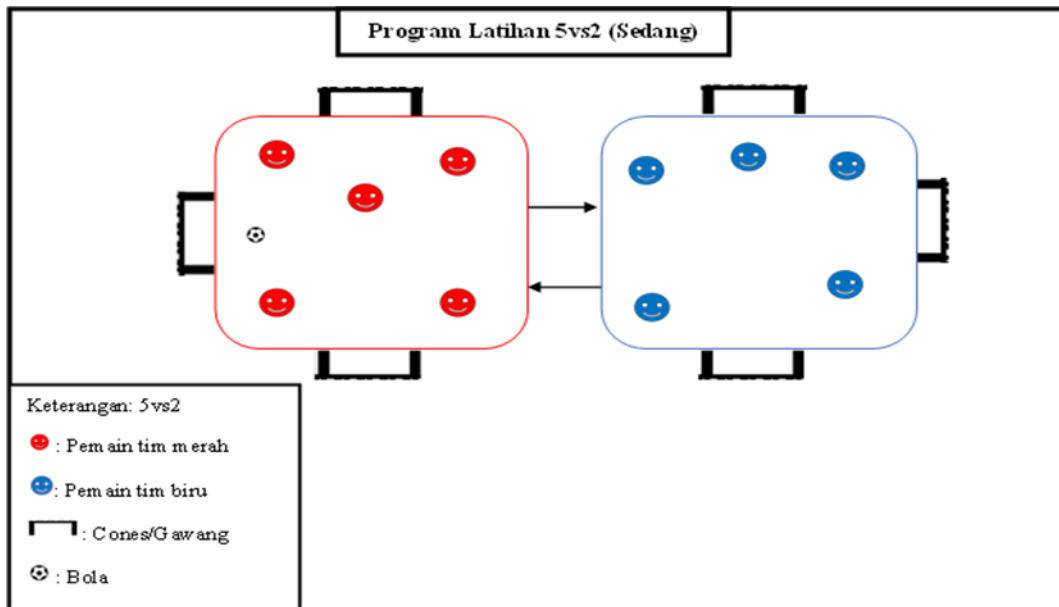 Program Latihan 5vs2 (Sedang)
Keterangan: 5vs2
: Pemain tim merah
: Pemain tim biru
: Cones/Gawang
: Bola